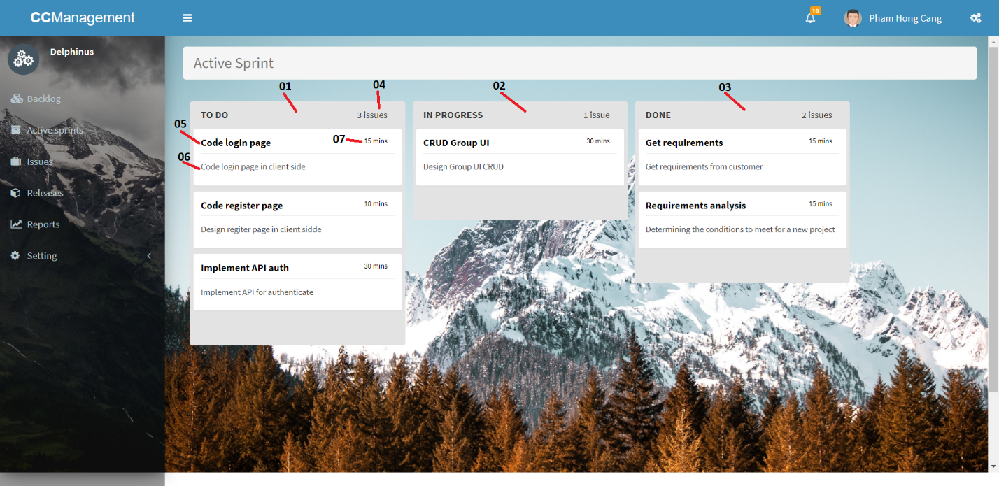 CCManagement
10
Pham Hong Cang
Delphinus
Backlog
Active sprints
Issues
Releases
Reports
Setting
Active Sprint
01
04
02
03
TO DO
3 issues
05
Code login page
07
15 mins
06
Code login page in client side
Code register page
10 mins
Design regiter page in client sidde
Implement API auth
30 mins
Implement API for authenticate
IN PROGRESS
1 issue
CRUD Group UI
30 mins
Design Group UI CRUD
DONE
2 issues
Get requirements
15 mins
Get requirements from customer
Requirements analysis
15 mins
Determining the conditions to meet for a new project